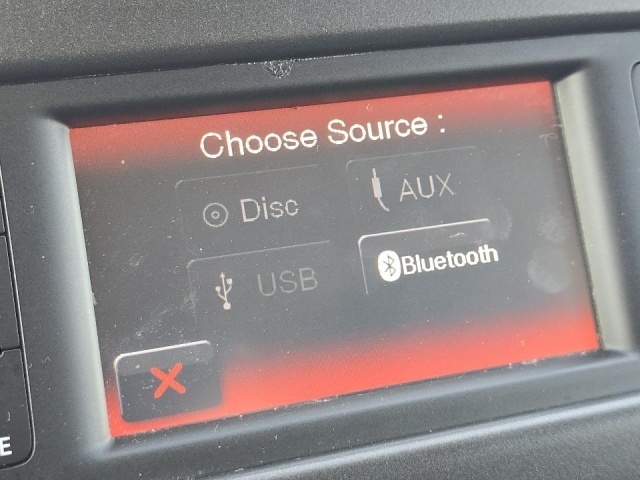 Choose Source :
Disc
AUX
USB
Bluetooth
E